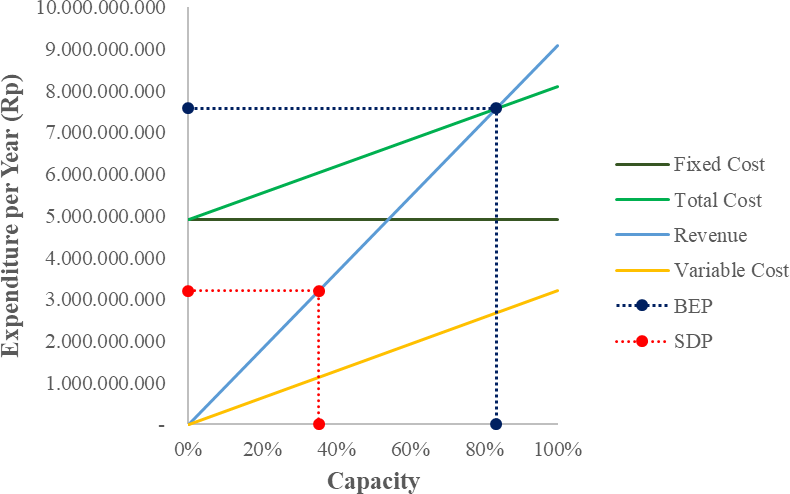 10.000.000.000
9.000.000.000
8.000.000.000
7.000.000.000
6.000.000.000
5.000.000.000
4.000.000.000
3.000.000.000
2.000.000.000
1.000.000.000
-
Expenditure per Year (Rp)
0%
20%
40%
60%
80%
100%
Capacity
Fixed Cost
Total Cost
Revenue
Variable Cost
BEP
SDP